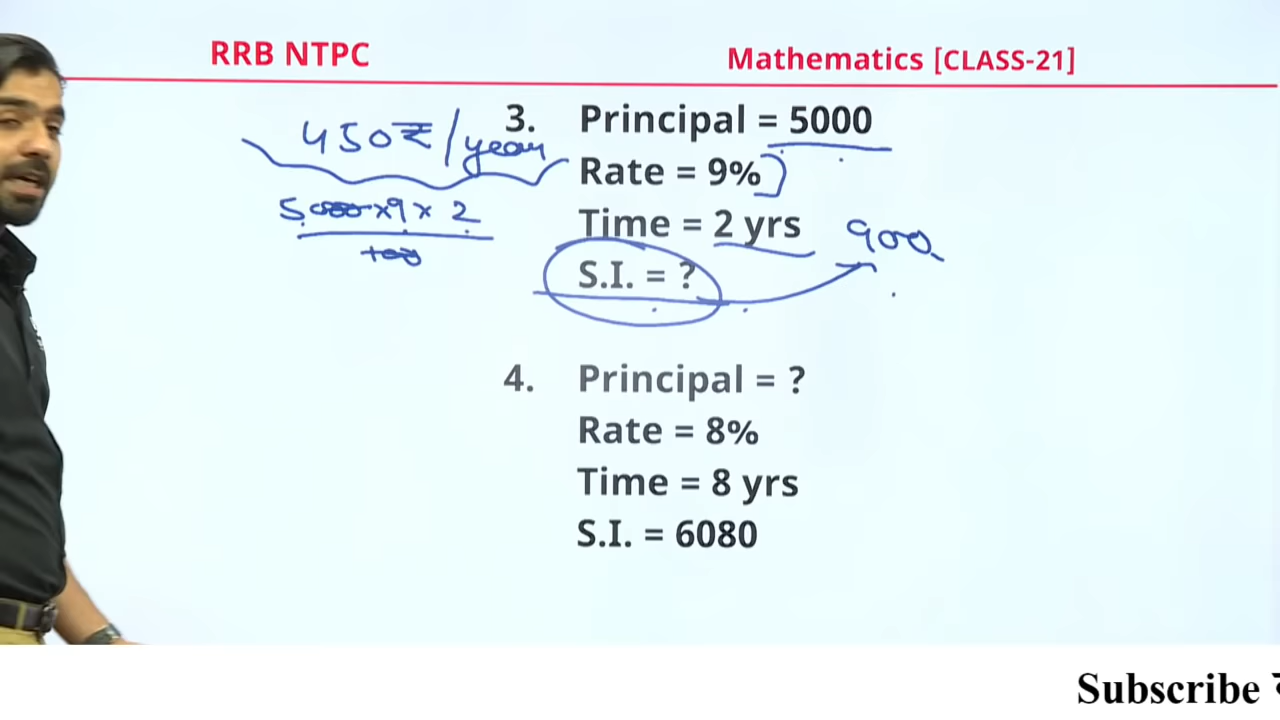 RRB NTPC
Mathematics [CLASS-21]
450₹/year
5000×9×2
100
3. Principal = 5000
Rate = 9%
Time = 2 yrs
S.I. = ?
900
4. Principal = ?
Rate = 8%
Time = 8 yrs
S.I. = 6080
Subscribe